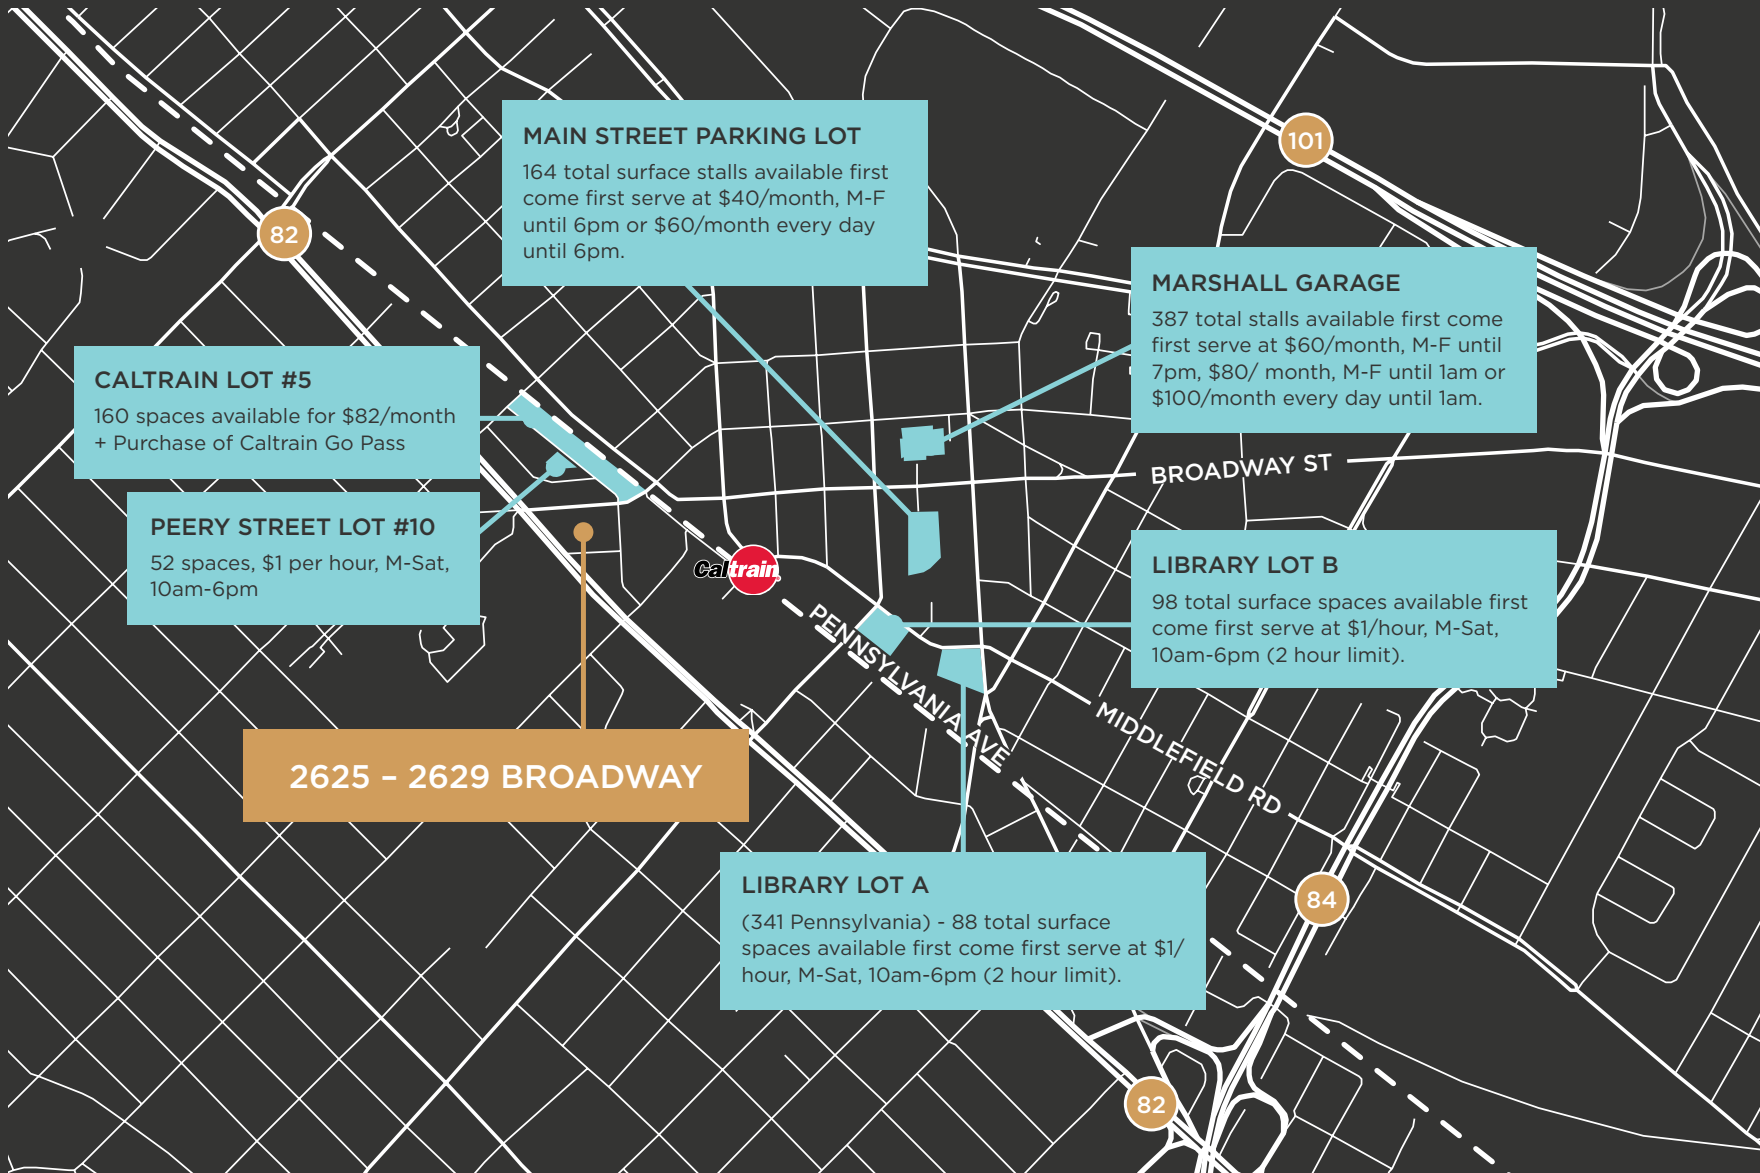 101
MAIN STREET PARKING LOT
164 total surface stalls available first
come first serve at $40/month, M-F
until 6pm or $60/month every day
until 6pm.
82
MARSHALL GARAGE
387 total stalls available first come
first serve at $60/month, M-F until
7pm, $80/ month, M-F until 1am or
$100/month every day until 1am.
CALTRAIN LOT #5
160 spaces available for $82/month
+ Purchase of Caltrain Go Pass
BROADWAY ST
PEERY STREET LOT #10
52 spaces, $1 per hour, M-Sat,
10am-6pm
Caltrain
LIBRARY LOT B
98 total surface spaces available first
come first serve at $1/hour, M-Sat,
10am-6pm (2 hour limit).
PENNSYLVANIA AVE
MIDDLEFIELD RD
2625 – 2629 BROADWAY
LIBRARY LOT A
(341 Pennsylvania) - 88 total surface
spaces available first come first serve at $1/
hour, M-Sat, 10am-6pm (2 hour limit).
84
82